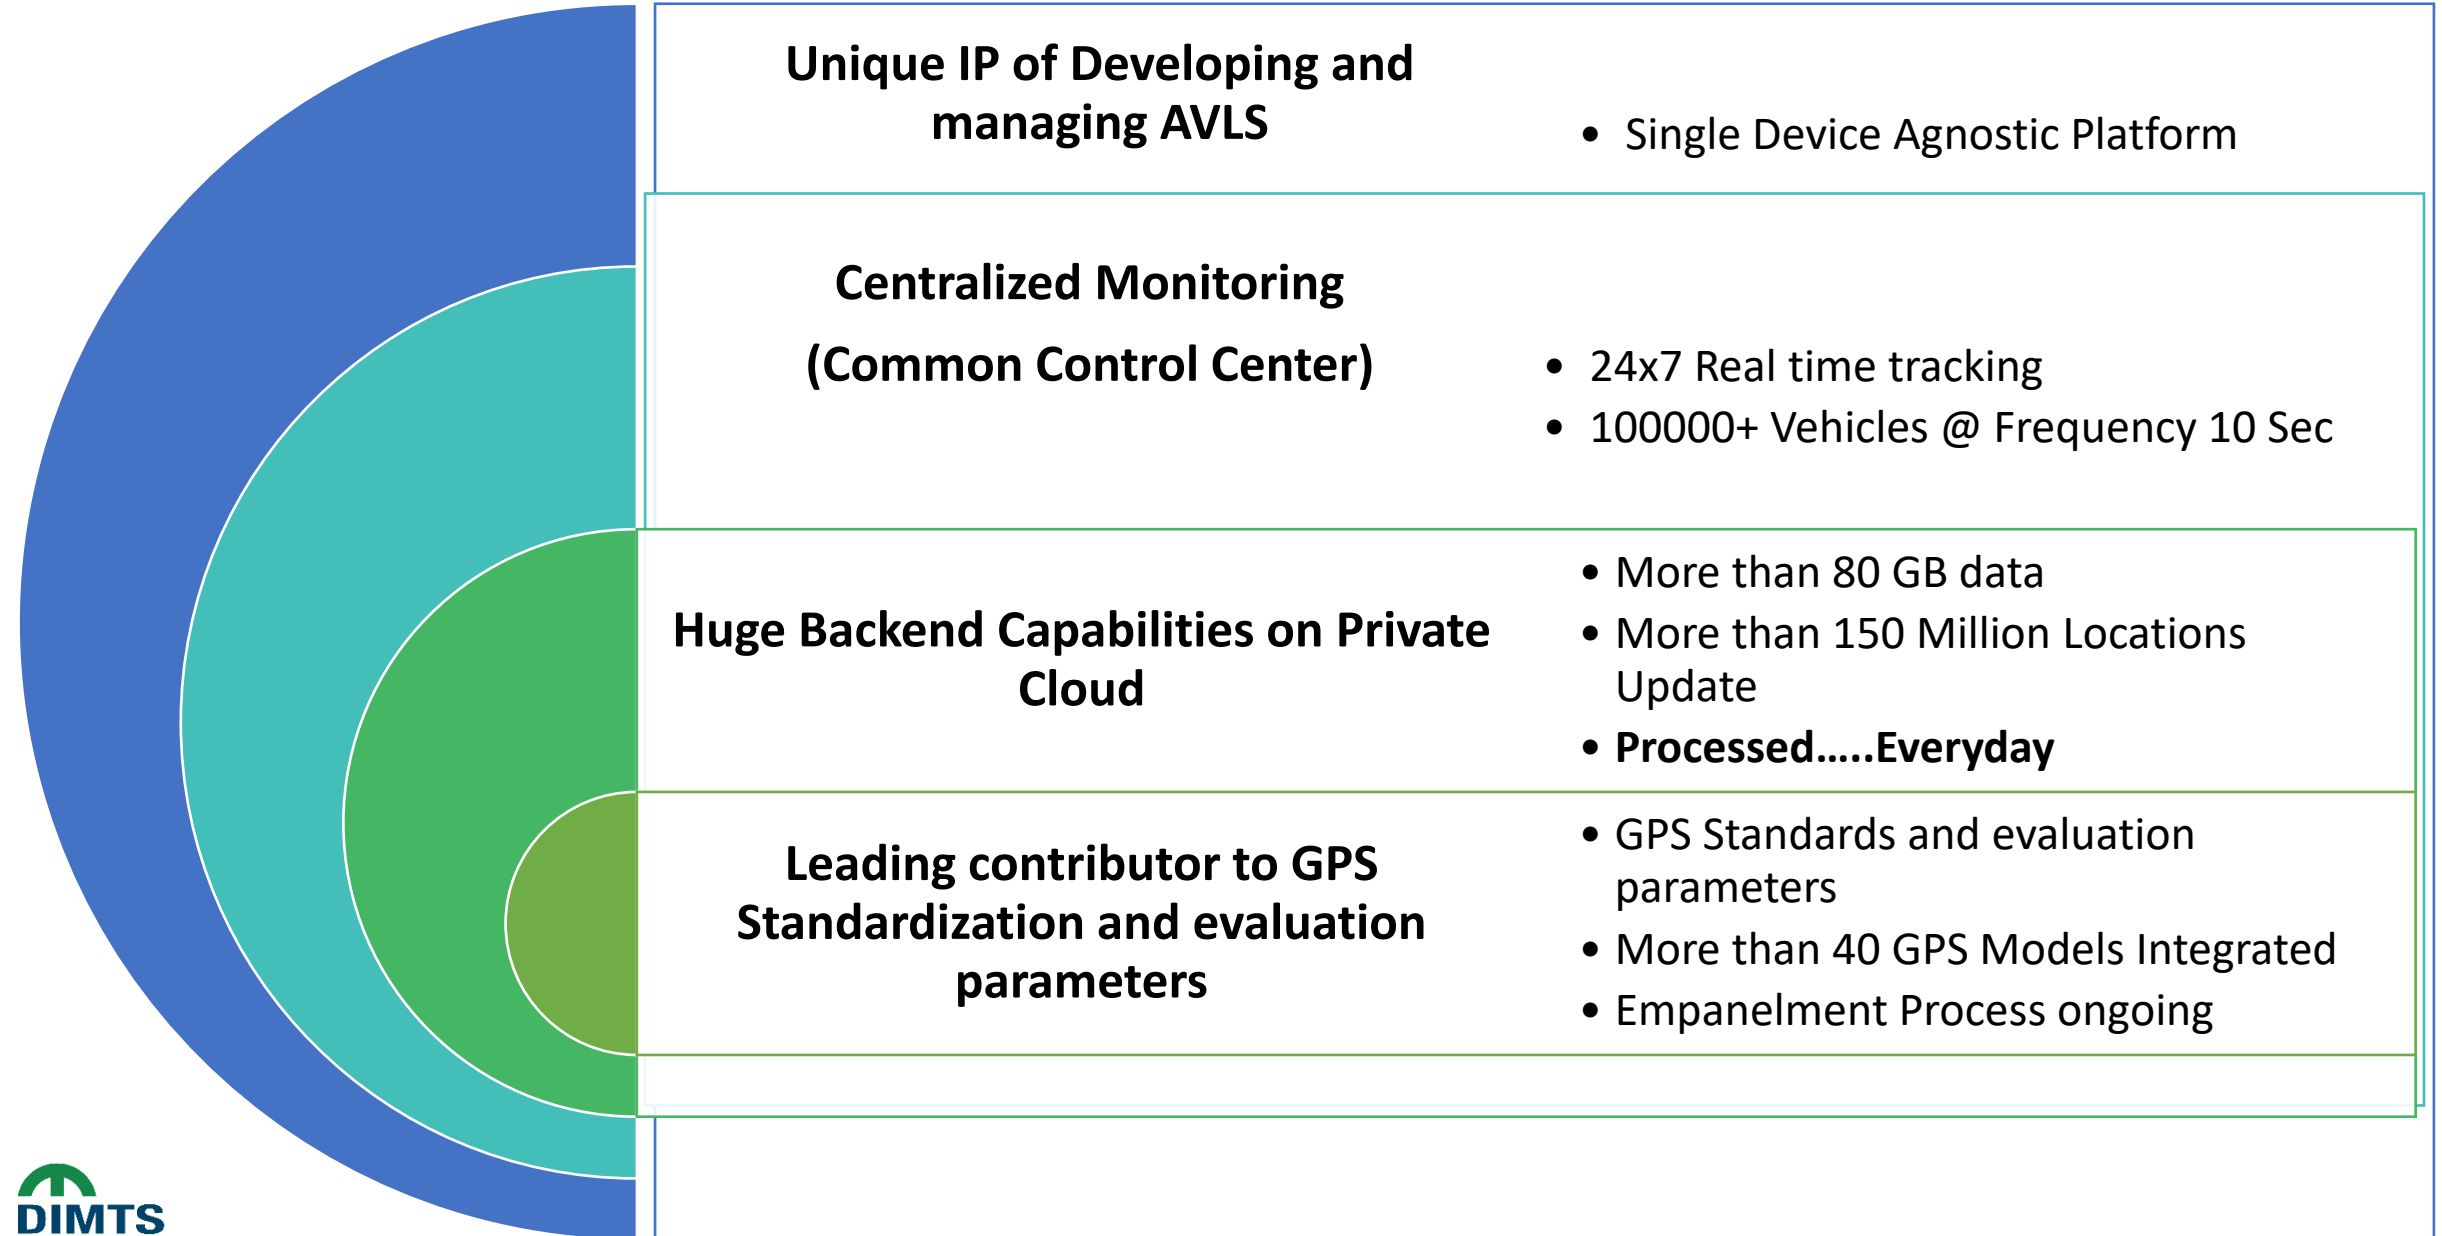 Unique IP of Developing and
managing AVLS
• Single Device Agnostic Platform
Centralized Monitoring
(Common Control Center)
• 24x7 Real time tracking
• 100000+ Vehicles @ Frequency 10 Sec
Huge Backend Capabilities on Private
Cloud
• More than 80 GB data
• More than 150 Million Locations
Update
• Processed.....Everyday
Leading contributor to GPS
Standardization and evaluation
parameters
• GPS Standards and evaluation
parameters
• More than 40 GPS Models Integrated
• Empanelment Process ongoing
DIMTS